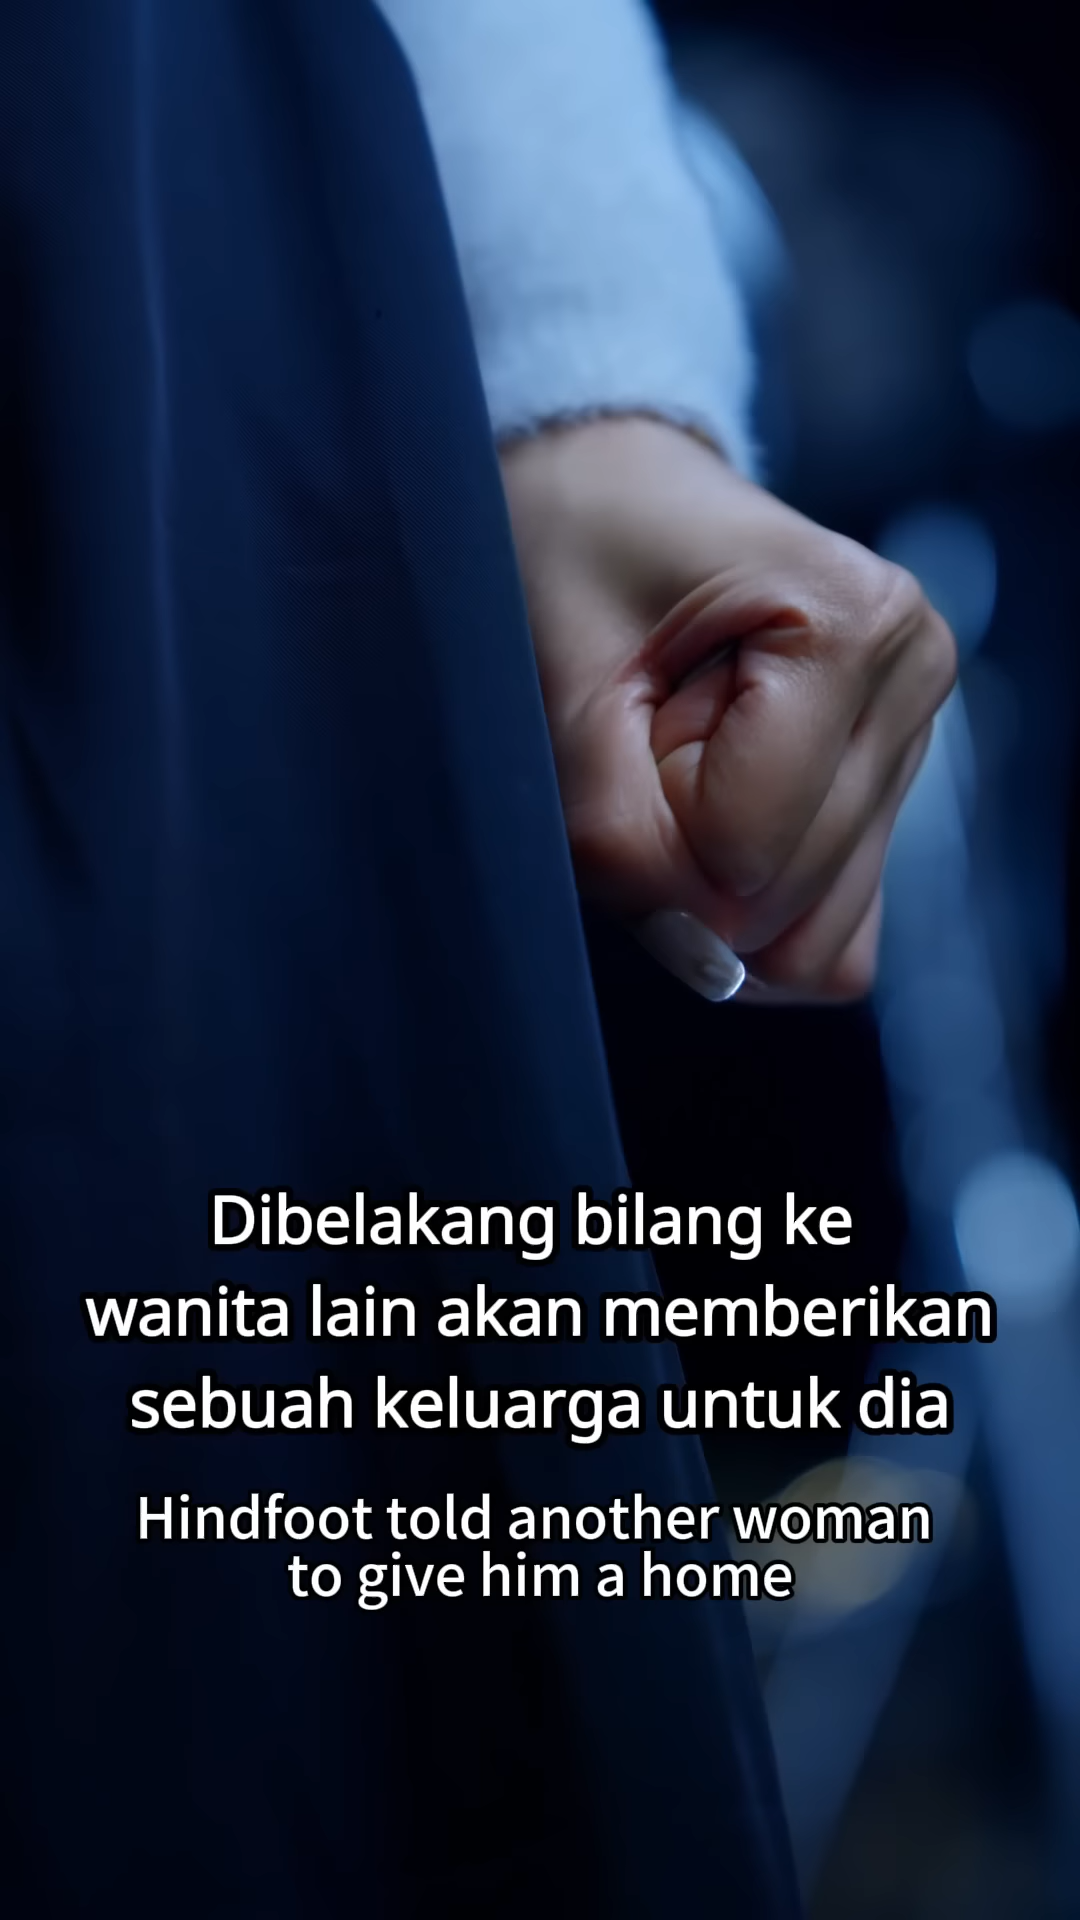 Dibelakang bilang ke
wanita lain akan memberikan
sebuah keluarga untuk dia
Hindfoot told another woman
to give him a home